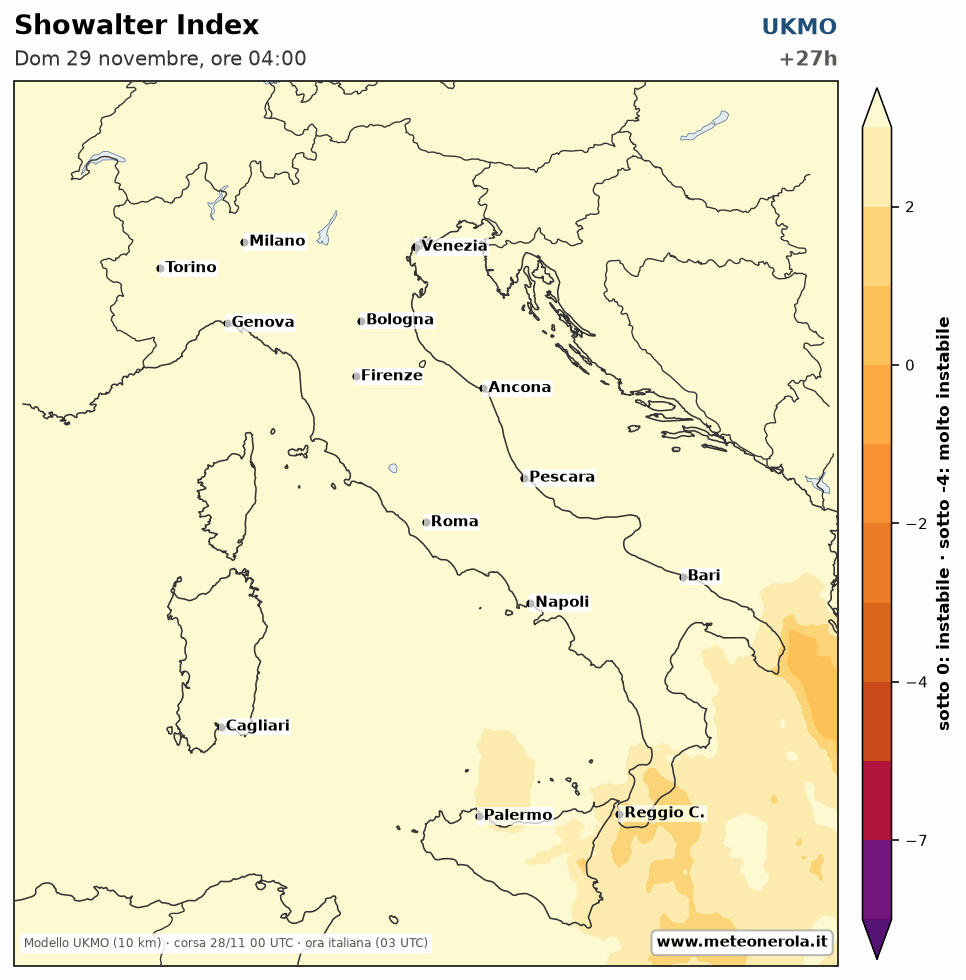 Showalter Index
UKMO
Dom 29 novembre, ore 04:00
+27h
Milano
Venezia
Torino
Genova
Bologna
Firenze
Ancona
Pescara
Roma
Bari
Napoli
Cagliari
Palermo
Reggio C.
2
0
−2
−4
−7
sotto 0: instabile · sotto -4: molto instabile
Modello UKMO (10 km) · corsa 28/11 00 UTC · ora italiana (03 UTC)
www.meteonerola.it